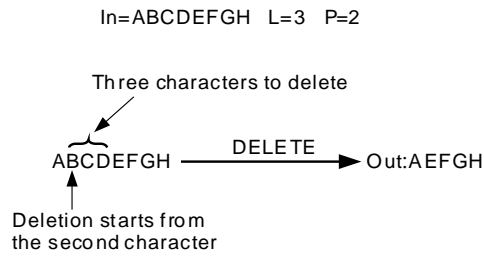 In=ABCDEFGH L=3 P=2
Three characters to delete
ABCDEFGH DELETE Out:AEFGH
Deletion starts from
the second character